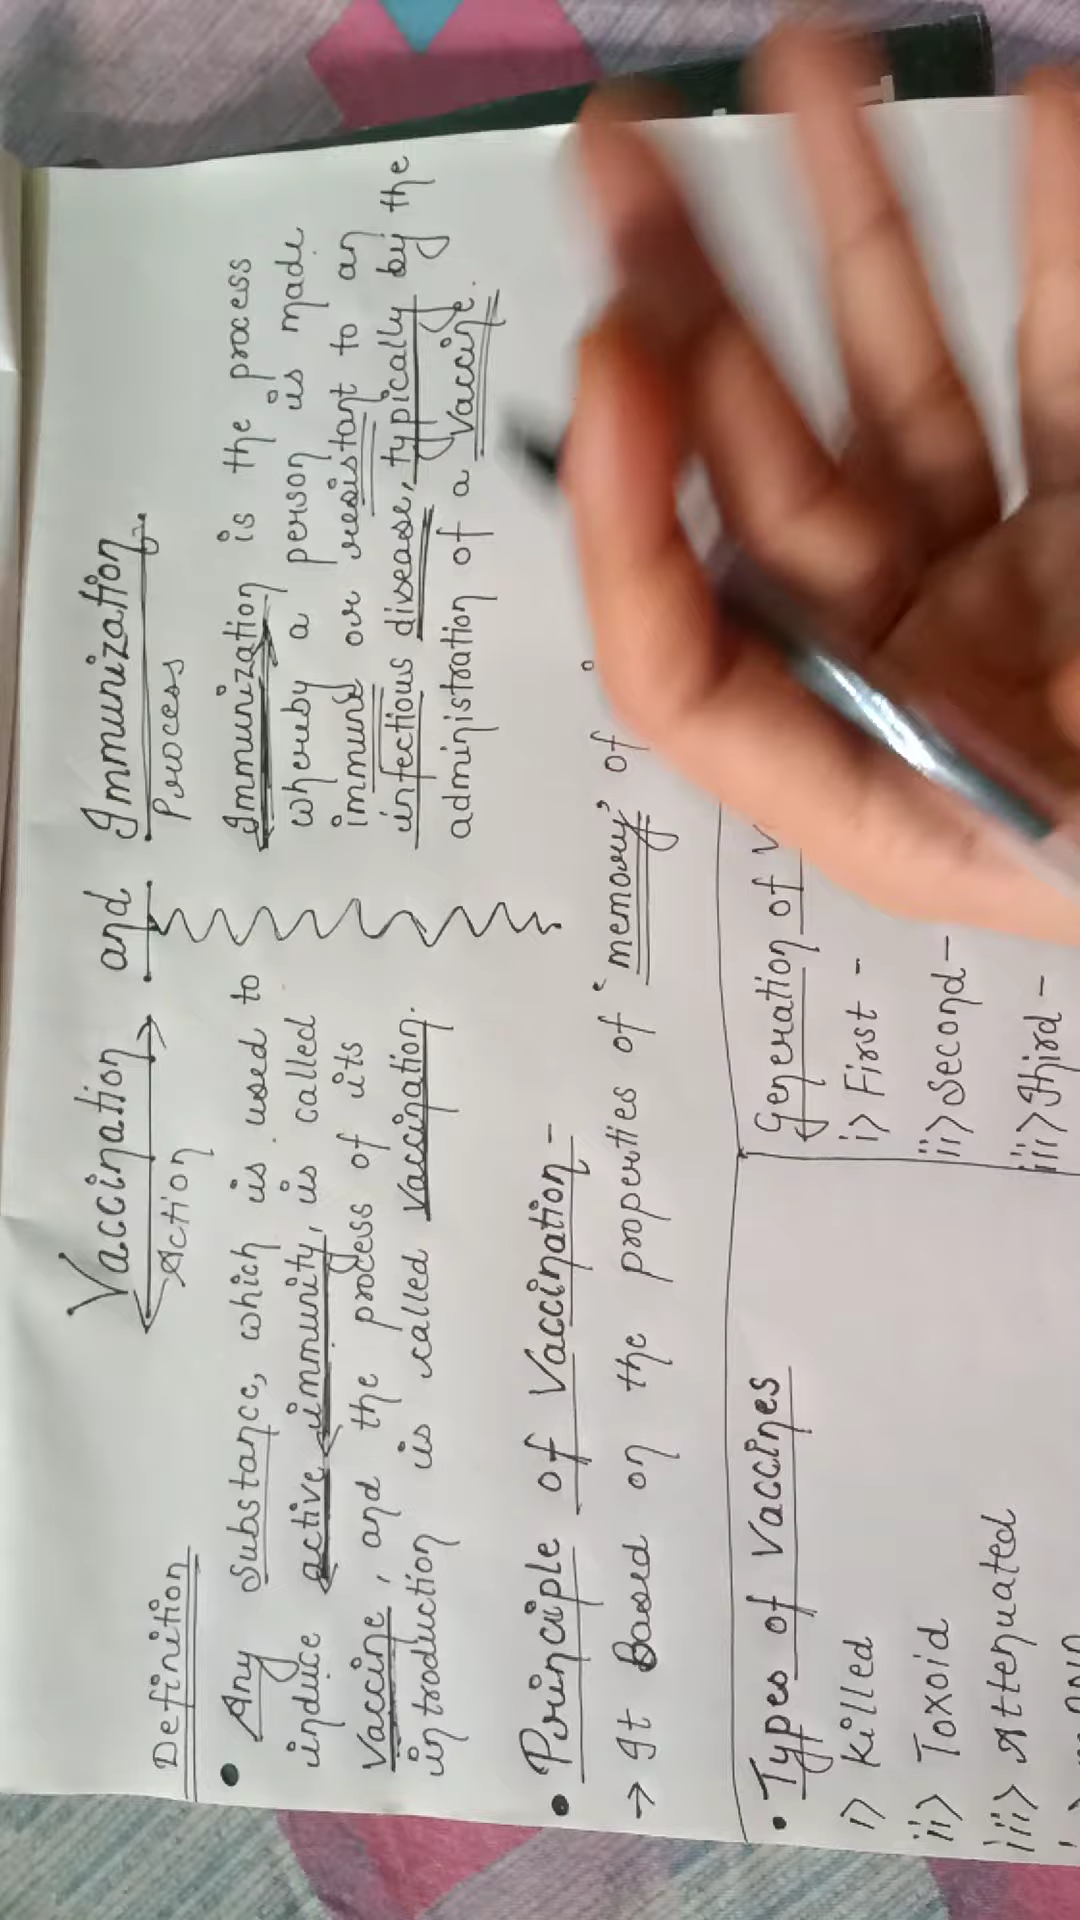 Vaccination and Immunization
Action
Process
Definition
• Any substance, which is used to
induce active immunity, is called
Vaccine, and the process of its
introduction is called Vaccination.
Immunization is the process
whereby a person is made
immune or resistant to an
infectious disease, typically by the
administration of a Vaccine.
• Principle of Vaccination -
→ It Based on the properties of 'memory' of
• Types of Vaccines
i> Killed
ii> Toxoid
iii> Attenuated
Generation of V
i> First -
ii> Second -
iii> Third -